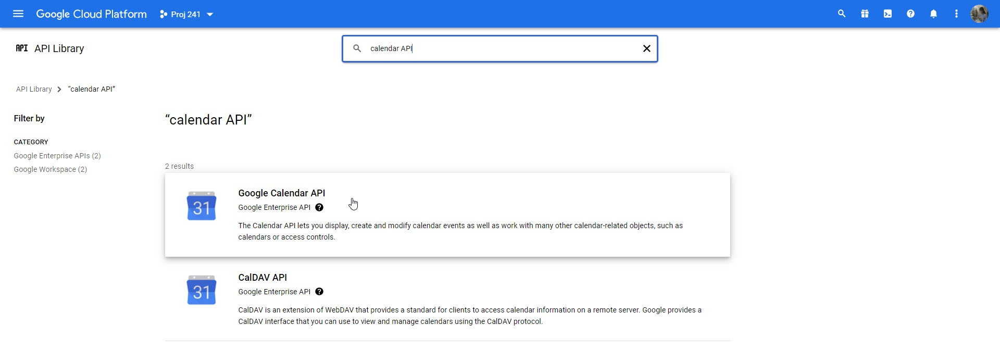 Google Cloud Platform
Proj 241
API API Library
calendar API
API Library
“calendar API”
Filter by
CATEGORY
Google Enterprise APIs (2)
Google Workspace (2)
“calendar API”
2 results
31
Google Calendar API
Google Enterprise API
The Calendar API lets you display, create and modify calendar events as well as work with many other calendar-related objects, such as
calendars or access controls.
31
CalDAV API
Google Enterprise API
CalDAV is an extension of WebDAV that provides a standard for clients to access calendar information on a remote server. Google provides a
CalDAV interface that you can use to view and manage calendars using the CalDAV protocol.